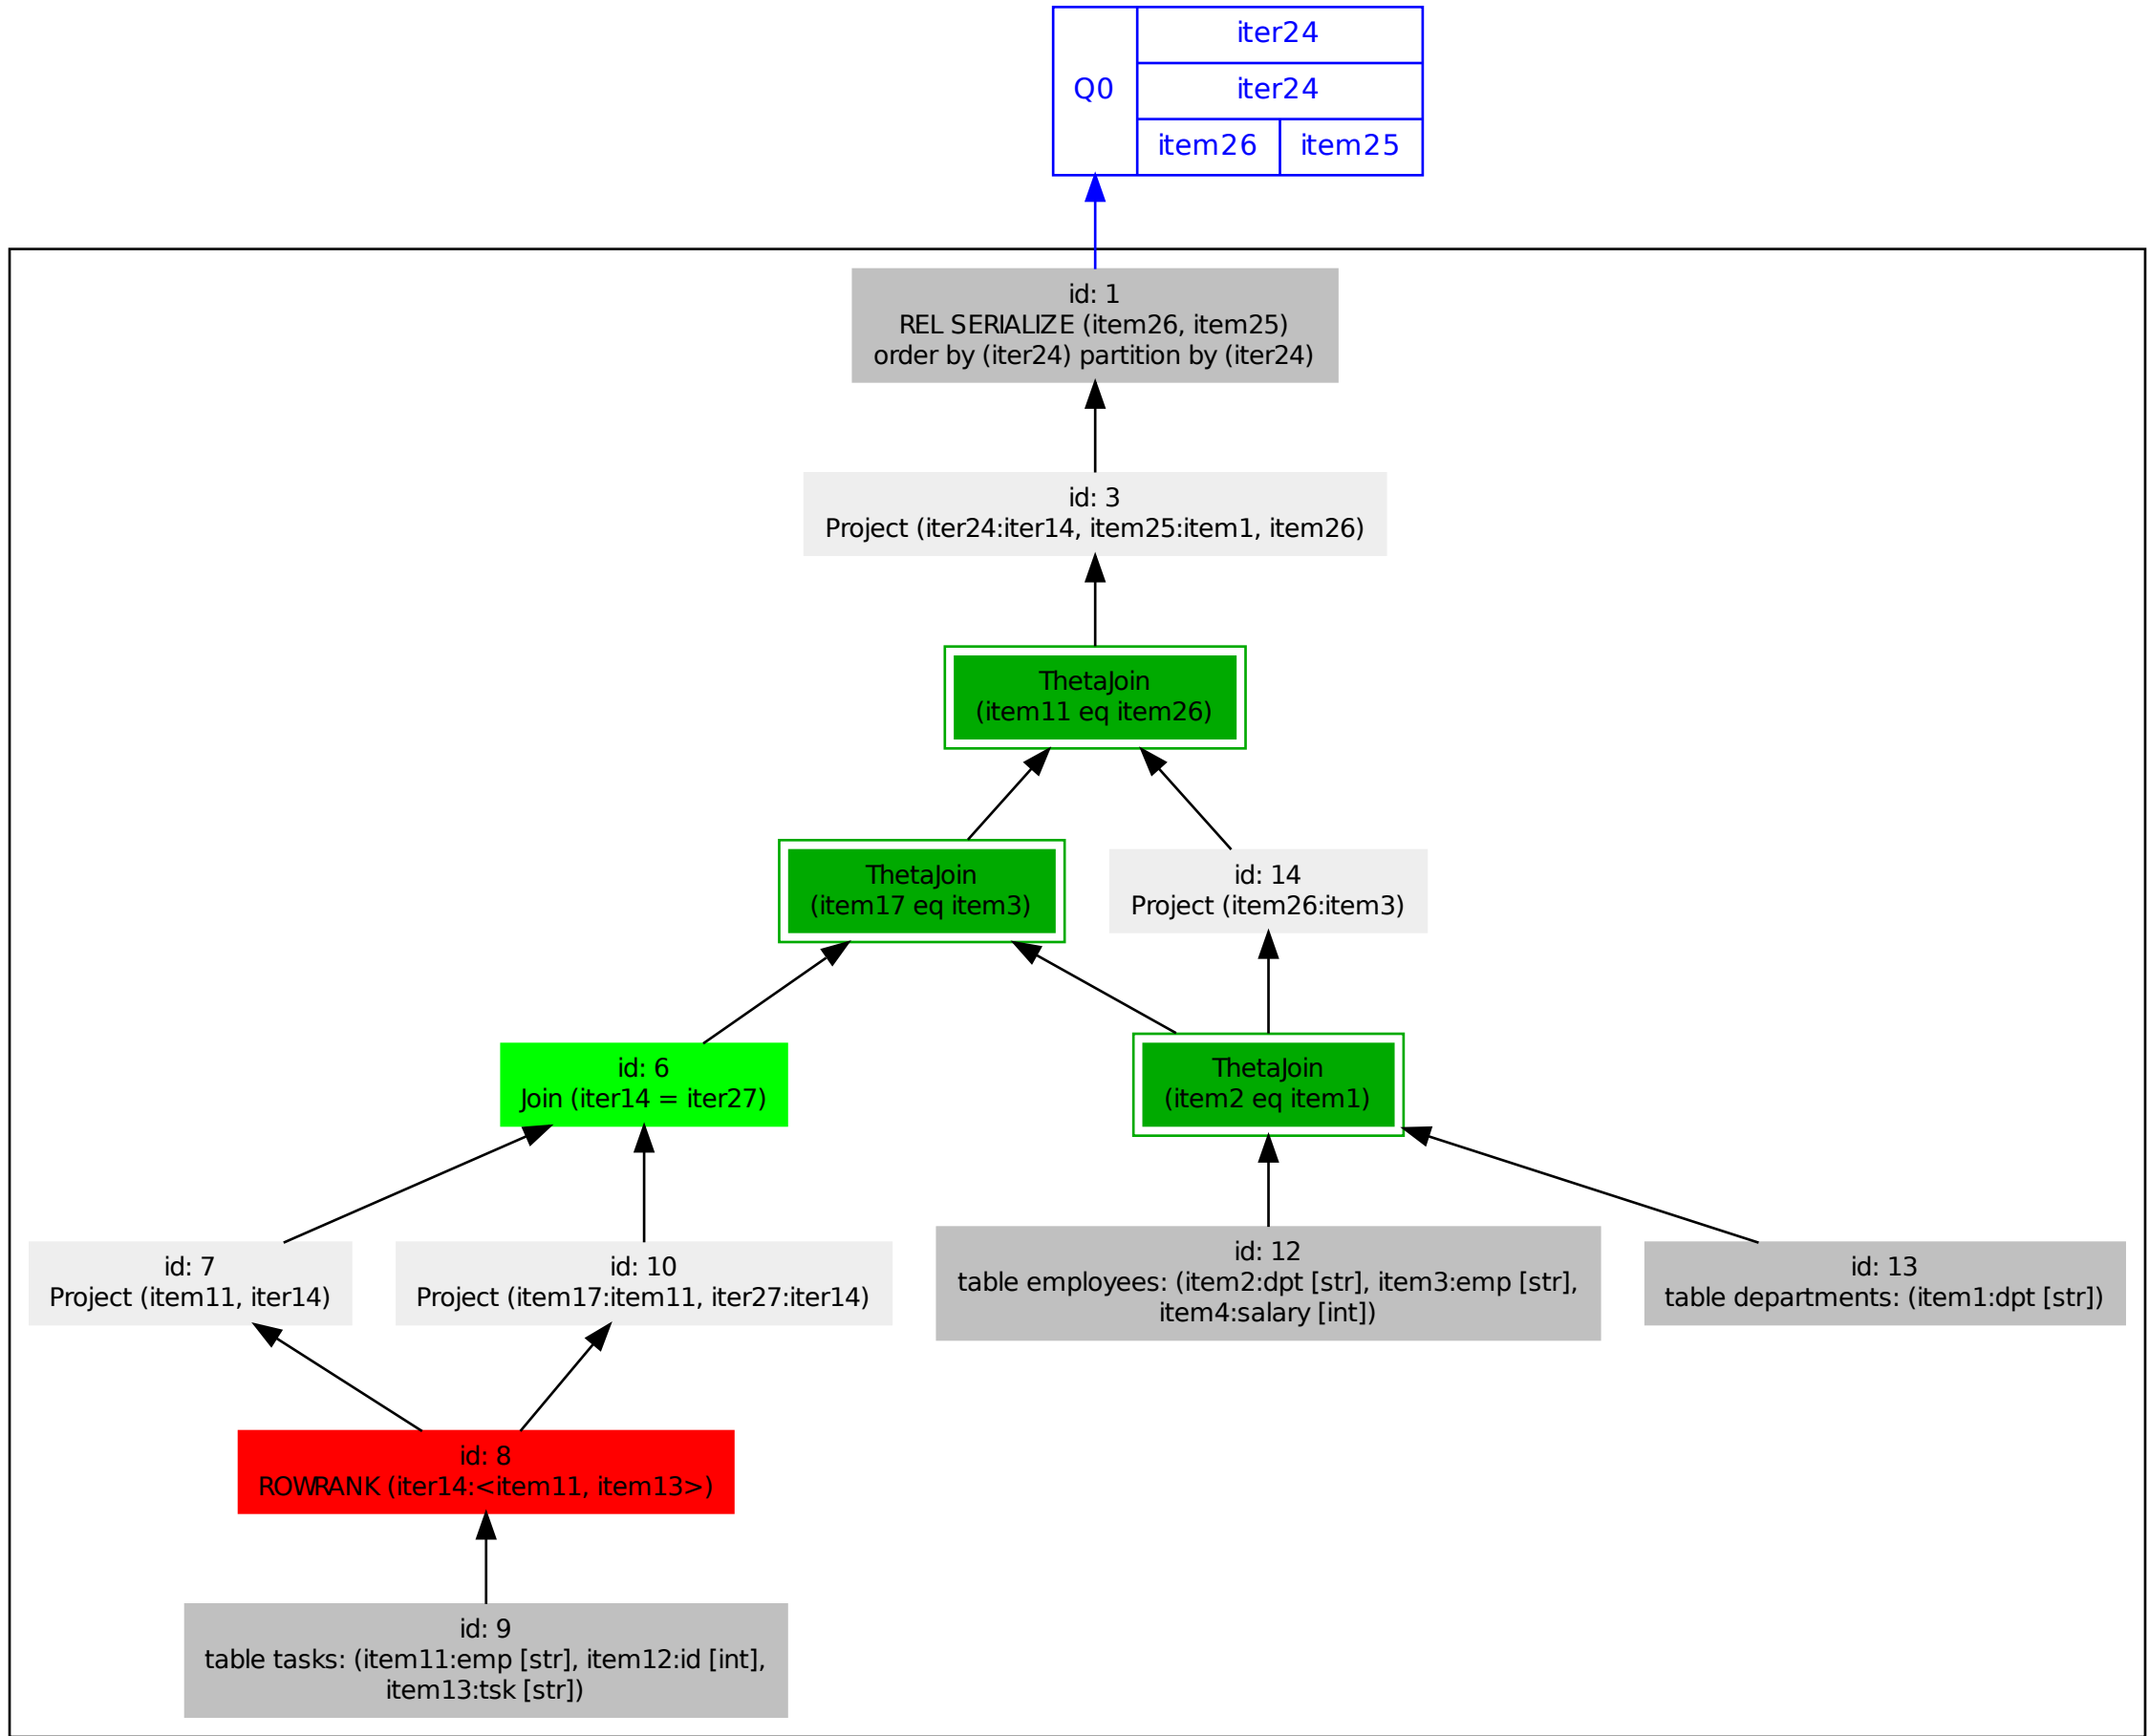 iter24
Q0
iter24
item26
item25
id: 1
REL SERIALIZE (item26, item25)
order by (iter24) partition by (iter24)
id: 3
Project (iter24:iter14, item25:item1, item26)
ThetaJoin
(item11 eq item26)
ThetaJoin
(item17 eq item3)
id: 14
Project (item26:item3)
id: 6
Join (iter14 = iter27)
ThetaJoin
(item2 eq item1)
id: 7
Project (item11, iter14)
id: 10
Project (item17:item11, iter27:iter14)
id: 12
table employees: (item2:dpt [str], item3:emp [str],
item4:salary [int])
id: 13
table departments: (item1:dpt [str])
id: 8
ROWRANK (iter14:<item11, item13>)
id: 9
table tasks: (item11:emp [str], item12:id [int],
item13:tsk [str])